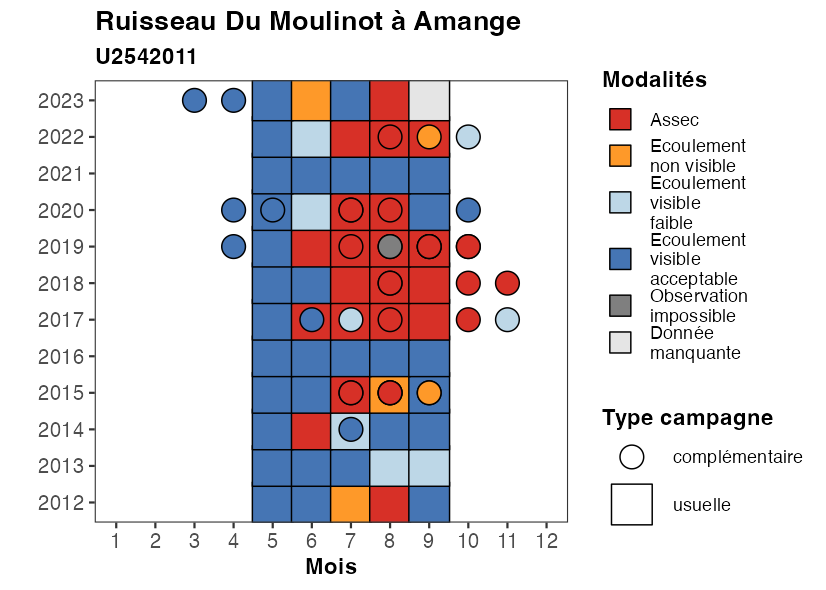 Ruisseau Du Moulinot à Amange
U2542011
2023
2022
2021
2020
2019
2018
2017
2016
2015
2014
2013
2012
1 2 3 4 5 6 7 8 9 10 11 12
Mois
Modalités
Assec
Ecoulement
non visible
Ecoulement
visible
faible
Ecoulement
visible
acceptable
Observation
impossible
Donnée
manquante
Type campagne
complémentaire
usuelle